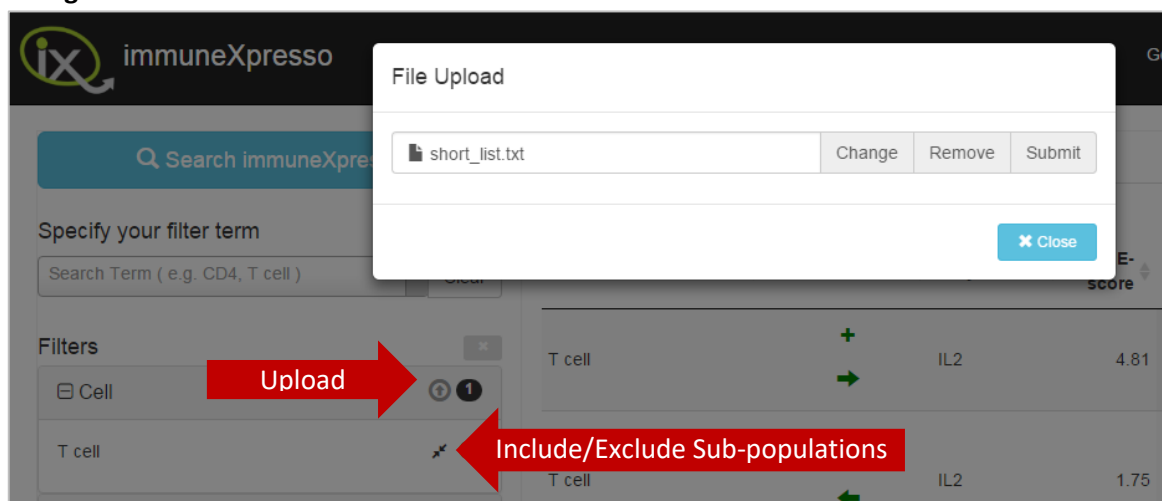 ix immuneXpresso
File Upload
short_list.txt Change Remove Submit
Close
Search immuneXpre
Specify your filter term
Search Term ( e.g. CD4, T cell )
E-
score
Filters
T cell IL2 4.81
Upload
Cell 1
T cell
Include/Exclude Sub-populations
T cell IL2 1.75